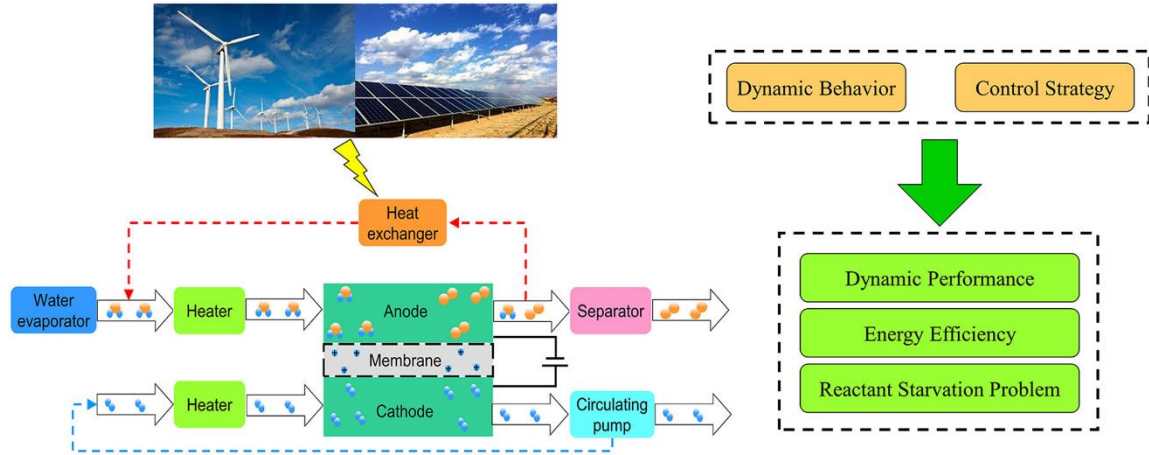 Dynamic Behavior
Control Strategy
Heat
exchanger
Dynamic Performance
Energy Efficiency
Reactant Starvation Problem
Water
evaporator
Heater
Anode
Separator
Membrane
Heater
Cathode
Circulating
pump